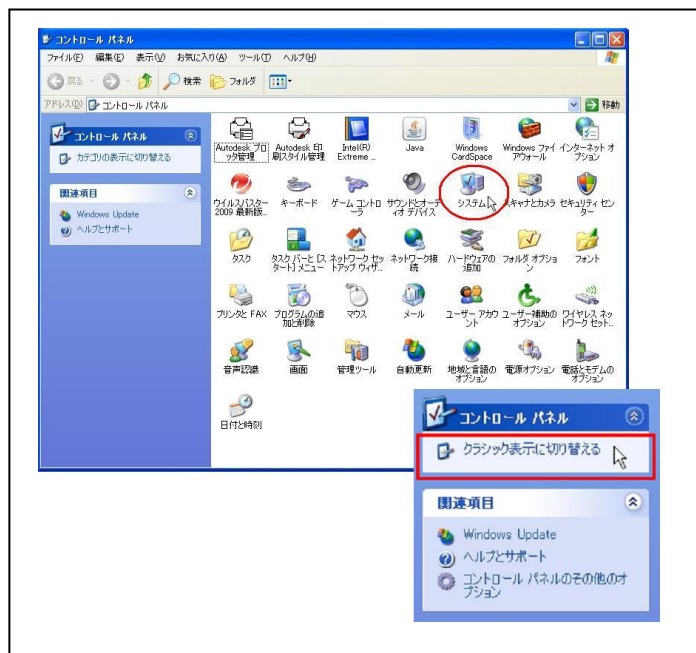 コントロール パネル
ファイル(F) 編集(E) 表示(V) お気に入り(A) ツール(T) ヘルプ(H)
戻る 検索 フォルダ
アドレス(D) コントロール パネル 移動
コントロール パネル
カテゴリの表示に切り替える
関連項目
Windows Update
ヘルプとサポート
Autodesk プロ
ッタ管理
Autodesk 印
刷スタイル管理
Intel(R)
Extreme ..
Java
Windows
CardSpace
Windows ファイ
アウォール
インターネット オ
プション
ウイルスバスター
2009 最新版..
キーボード
ゲーム コントロ
ーラ
サウンドとオーデ
ィオ デバイス
システム
スキャナとカメラ
セキュリティ セン
ター
タスク
タスク バーと [ス
タート] メニュー
ネットワーク セッ
トアップ ウィザ..
ネットワーク接
続
ハードウェアの
追加
フォルダ オプショ
ン
フォント
プリンタと FAX
プログラムの追
加と削除
マウス
メール
ユーザー アカウ
ント
ユーザー補助の
オプション
ワイヤレス ネッ
トワーク セット..
音声認識
画面
管理ツール
自動更新
地域と言語の
オプション
電源オプション
電話とモデムの
オプション
日付と時刻
コントロール パネル
クラシック表示に切り替える
関連項目
Windows Update
ヘルプとサポート
コントロール パネルのその他のオ
プション